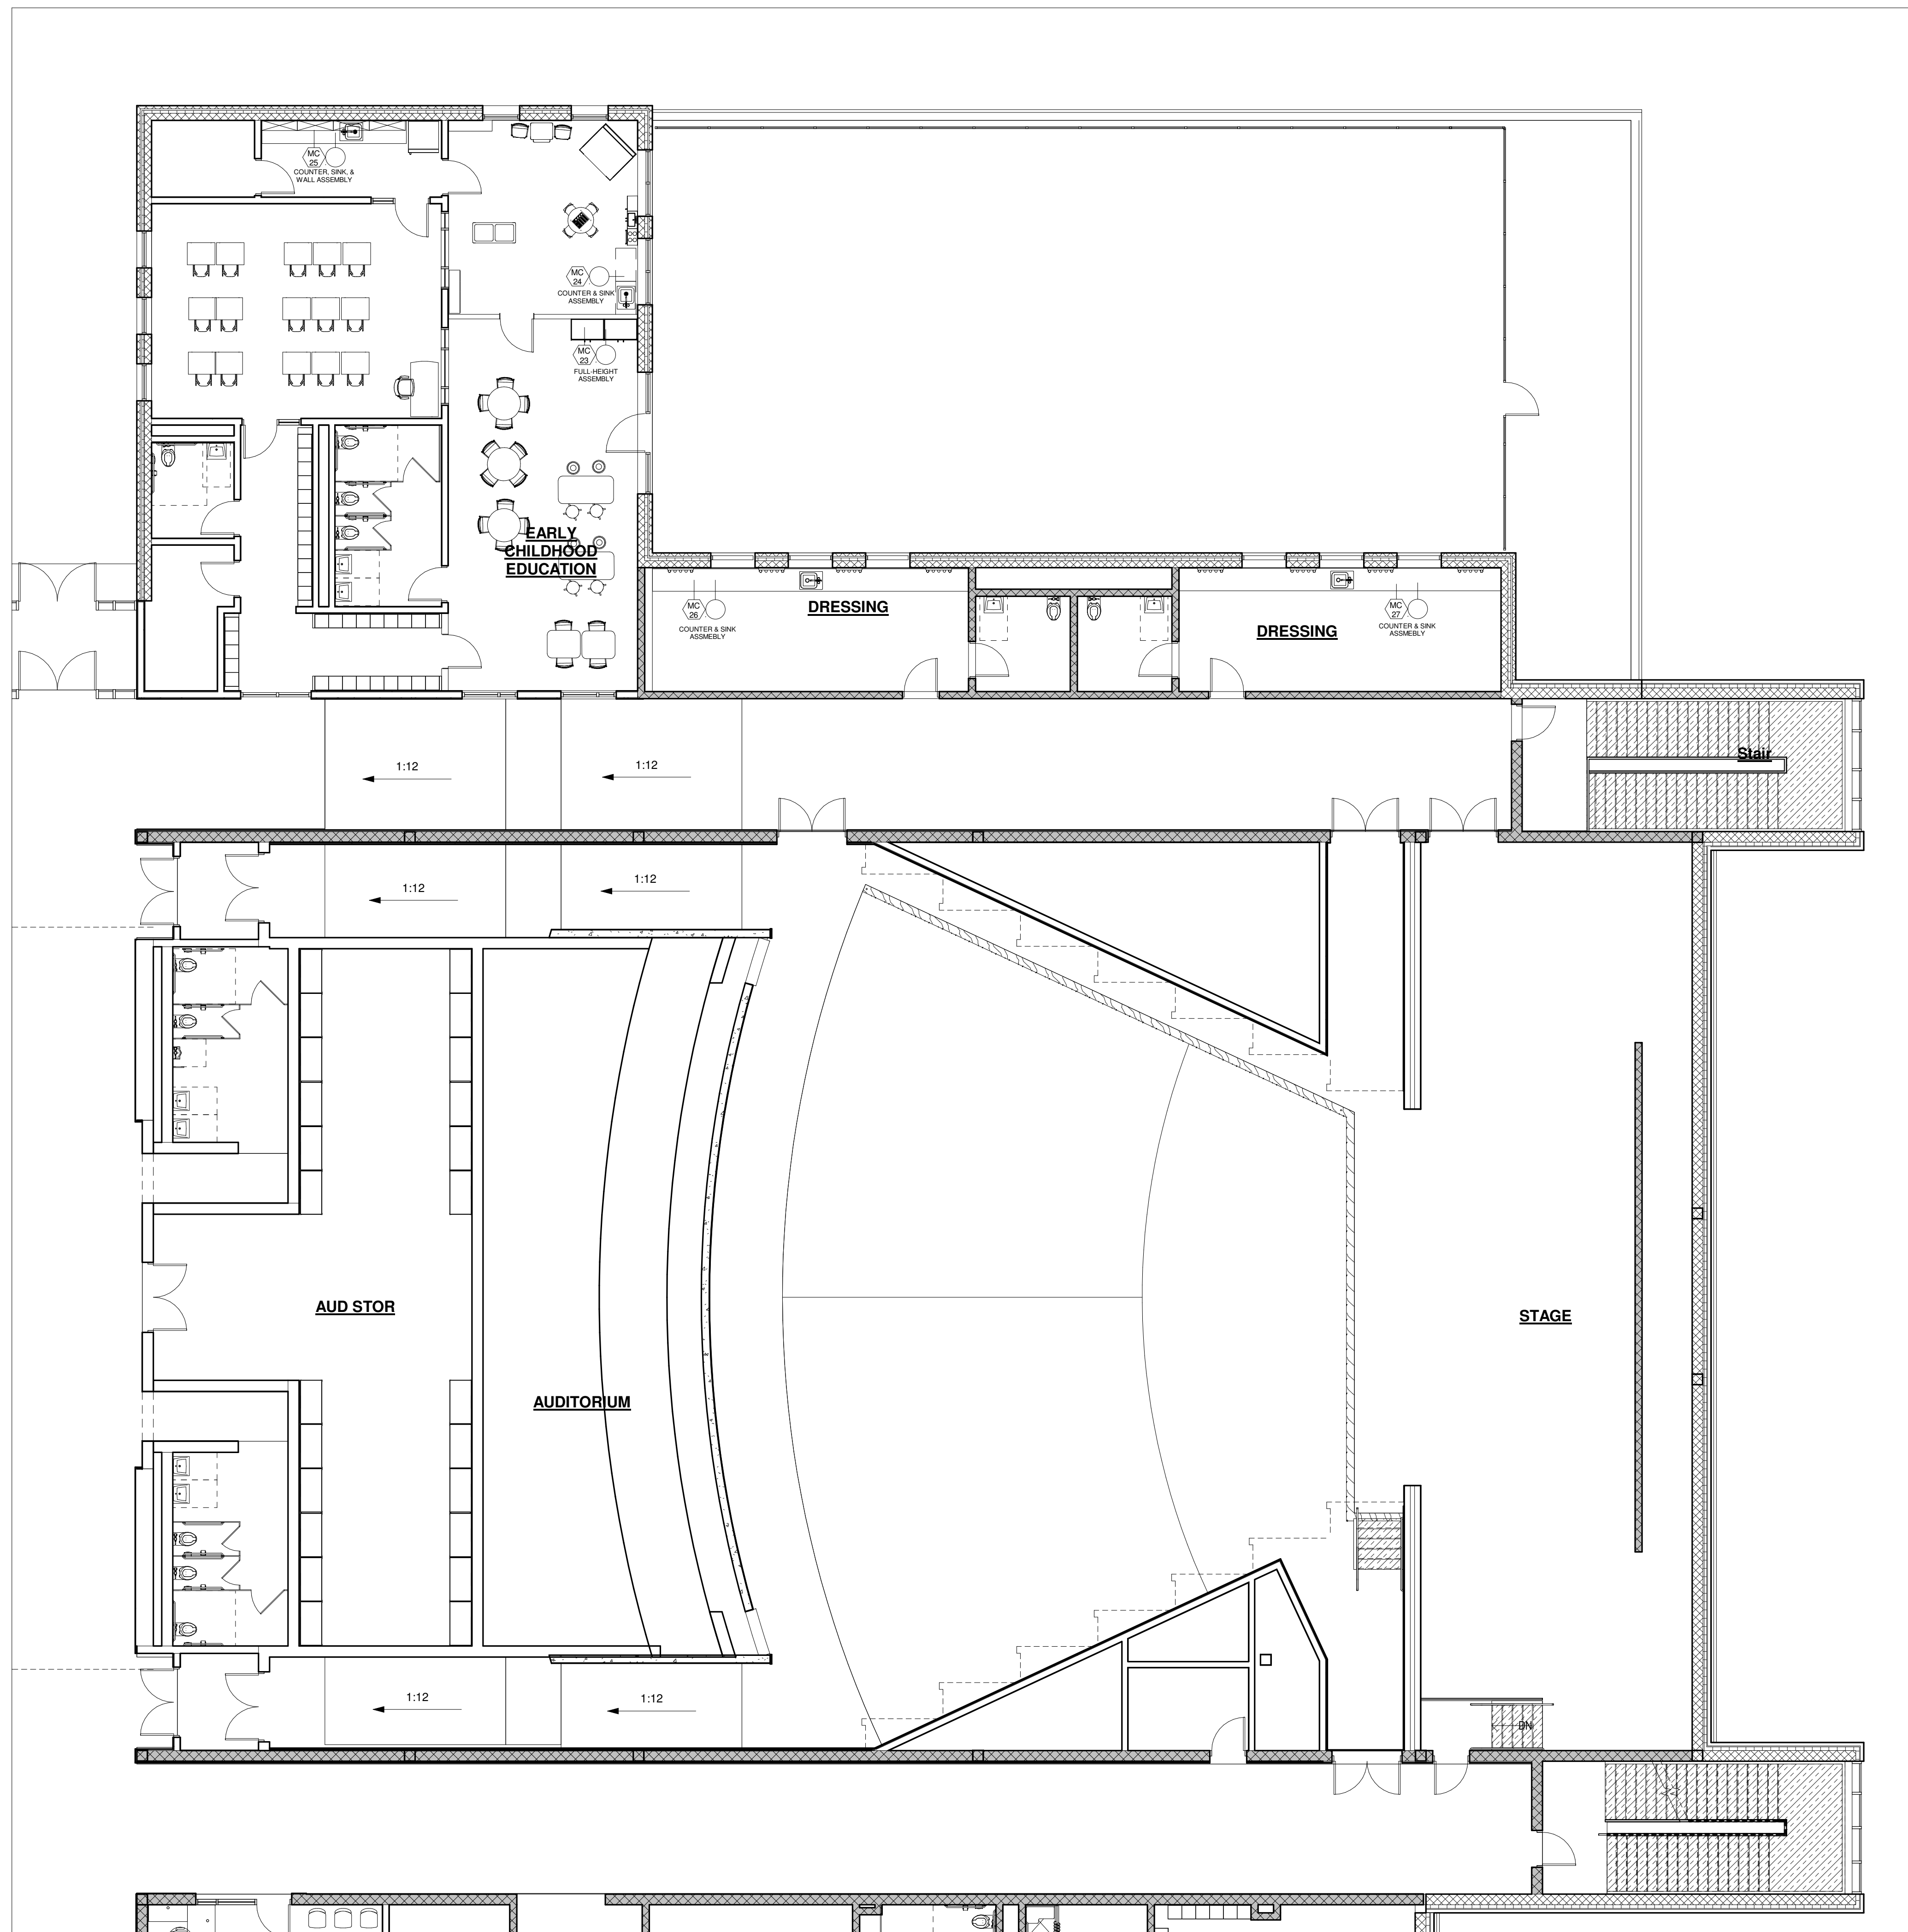 MC
25
COUNTER, SINK, &
WALL ASSEMBLY
MC
24
COUNTER & SINK
ASSEMBLY
MC
23
FULL-HEIGHT
ASSEMBLY
EARLY
CHILDHOOD
EDUCATION
MC
26
COUNTER & SINK
ASSMEBLY
DRESSING
DRESSING
MC
27
COUNTER & SINK
ASSMEBLY
Stair
1:12
1:12
1:12
1:12
AUD STOR
STAGE
AUDITORIUM
1:12
1:12
DN